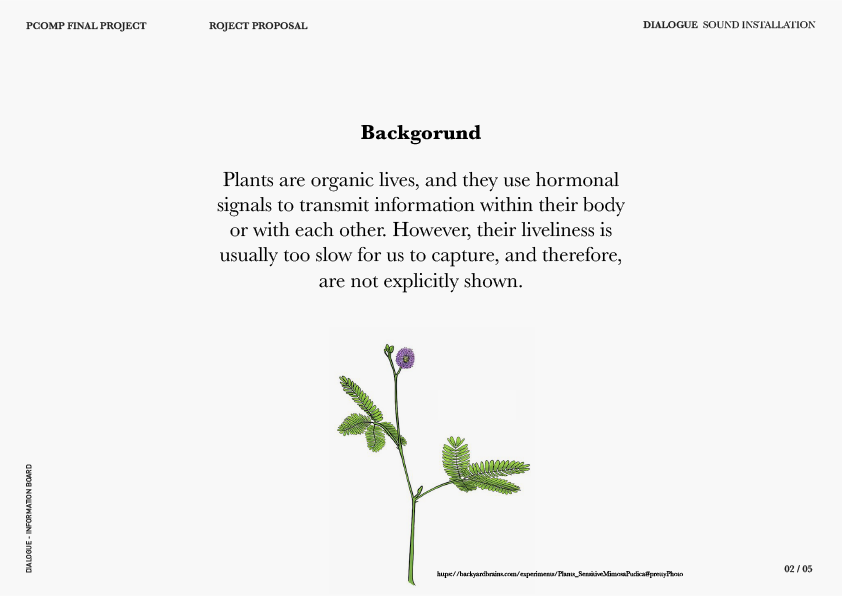 PCOMP FINAL PROJECT
ROJECT PROPOSAL
DIALOGUE SOUND INSTALLATION
Backgorund
Plants are organic lives, and they use hormonal
signals to transmit information within their body
or with each other. However, their liveliness is
usually too slow for us to capture, and therefore,
are not explicitly shown.
DIALOGUE - INFORMATION BOARD
https://backyardbrains.com/experiments/Plants_SensitiveMimosaPudica#prettyPhoto
02 / 05